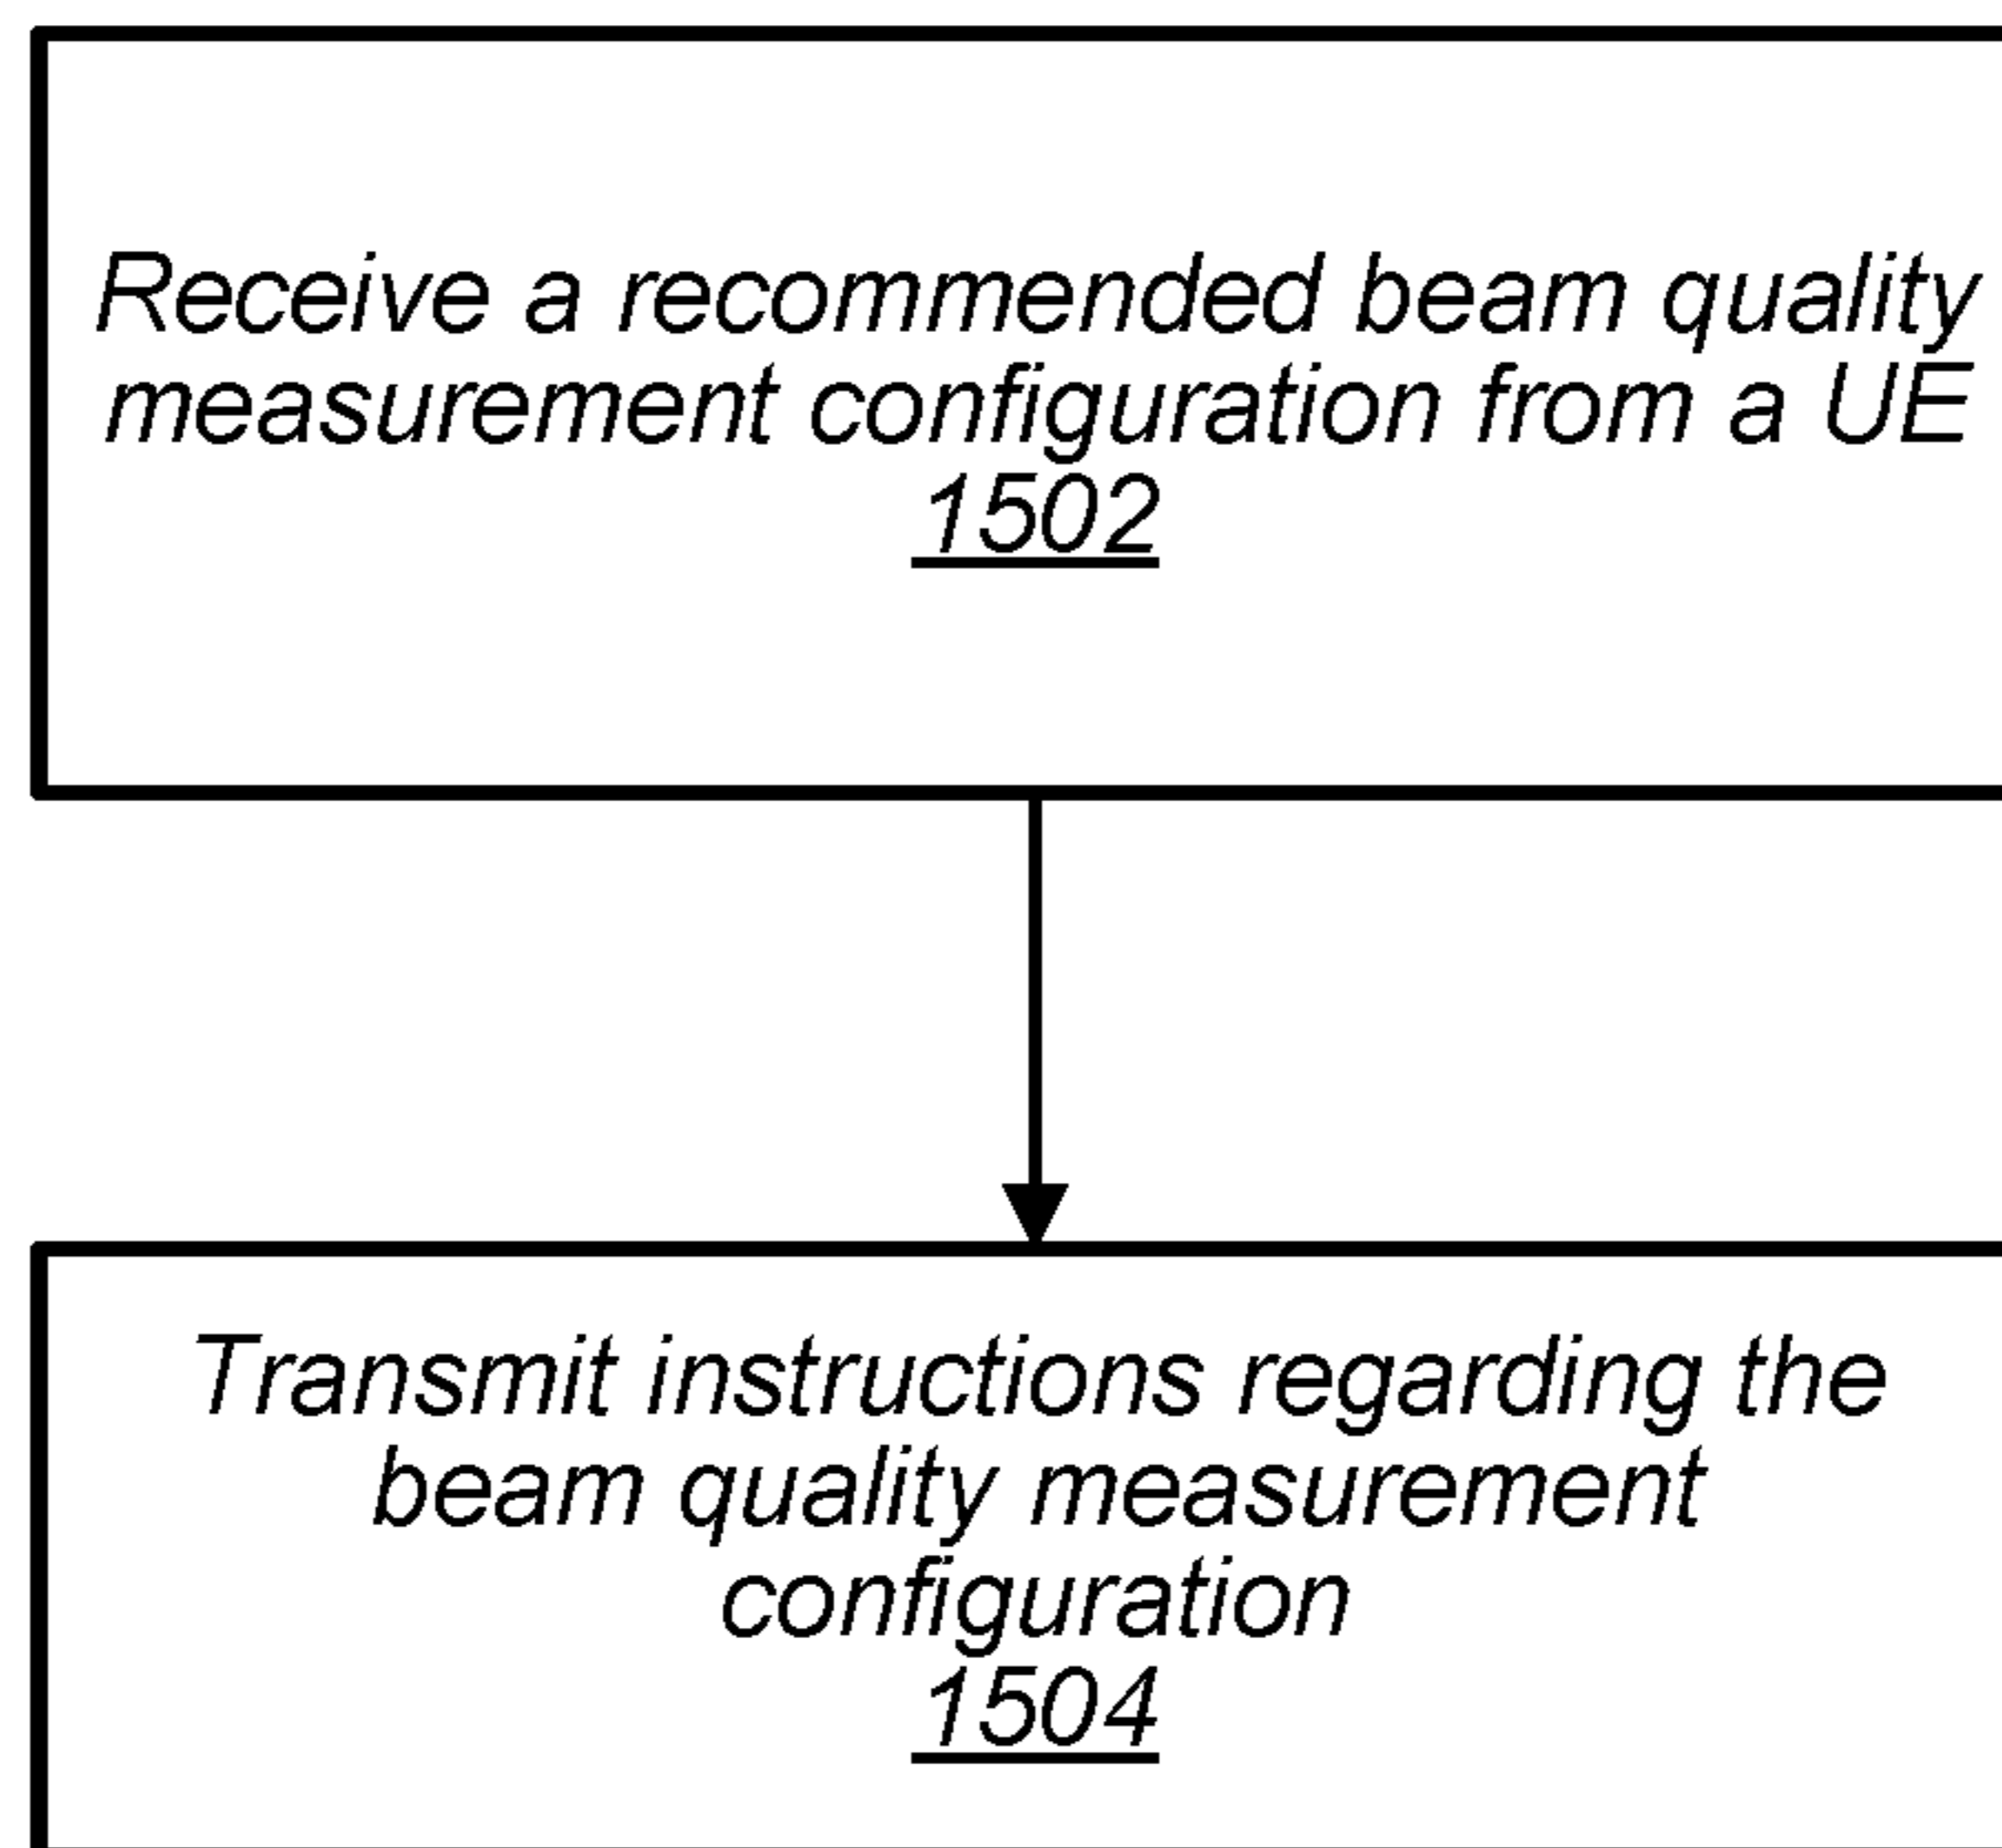 Receive a recommended beam quality
measurement configuration from a UE
1502
Transmit instructions regarding the
beam quality measurement
configuration
1504